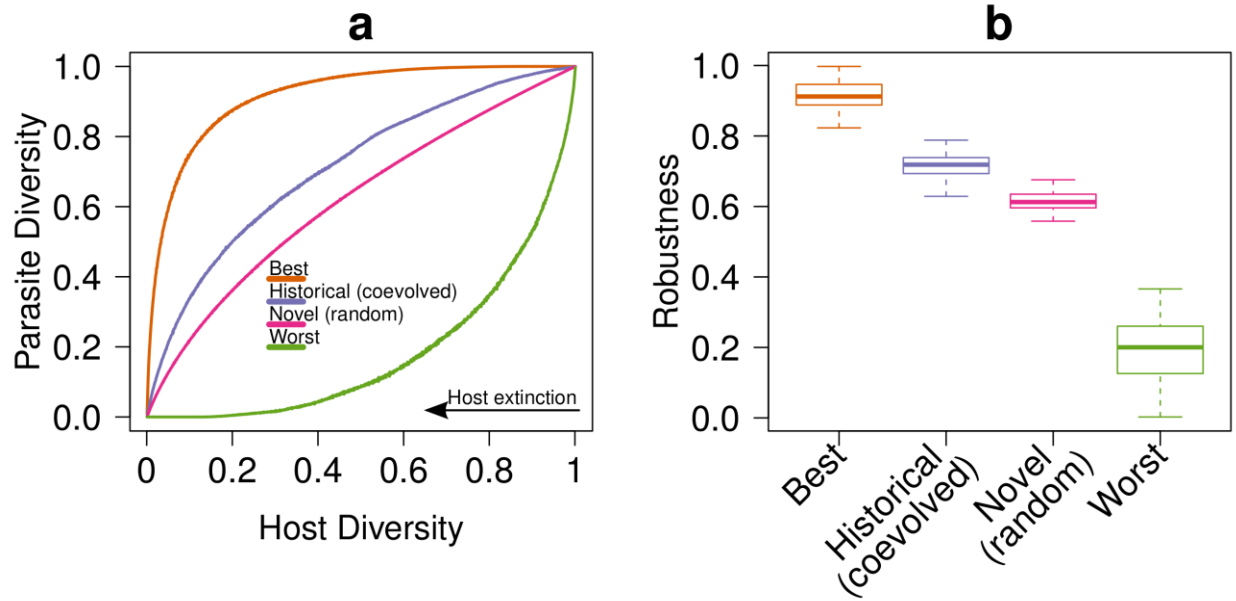 a
Parasite Diversity
1.0
0.8
0.6
0.4
0.2
0.0
Best
Historical (coevolved)
Novel (random)
Worst
Host extinction
0 0.2 0.4 0.6 0.8 1
Host Diversity
b
Robustness
1.0
0.8
0.6
0.4
0.2
0.0
Best
Historical
(coevolved)
Novel
(random)
Worst